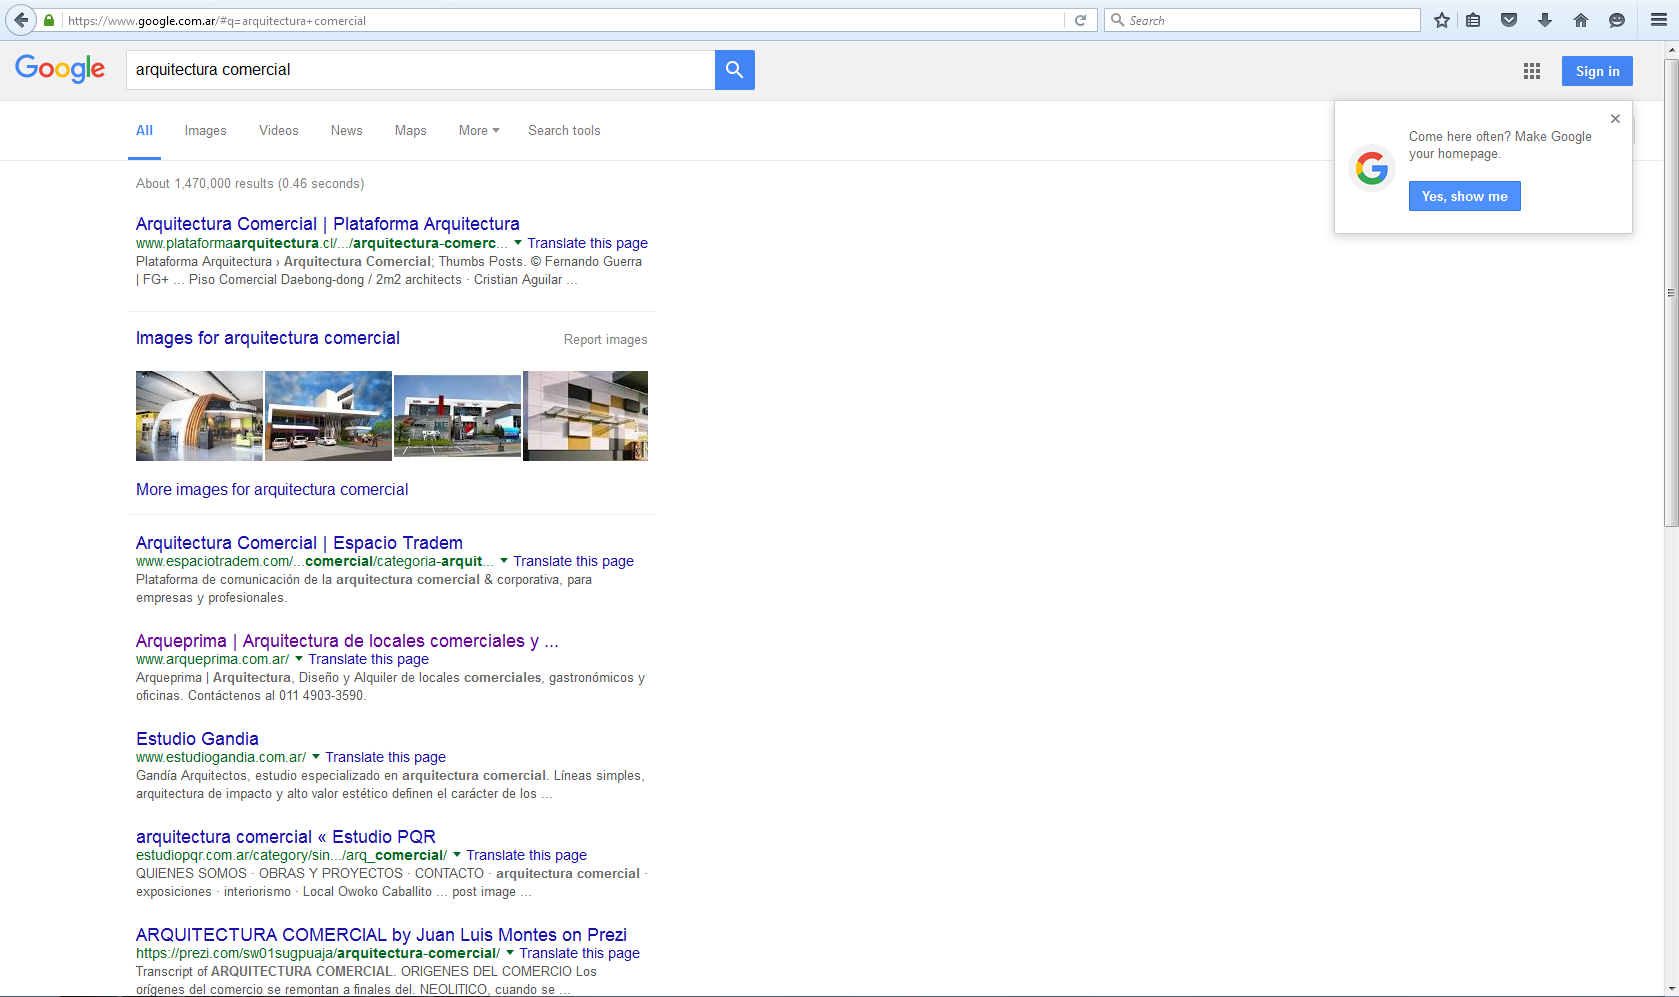 https://www.google.com.ar/#q=arquitectura+comercial
Search
Google
arquitectura comercial
Sign in
All Images Videos News Maps More Search tools
Come here often? Make Google
your homepage.
Yes, show me
About 1,470,000 results (0.46 seconds)
Arquitectura Comercial | Plataforma Arquitectura
www.plataformaarquitectura.cl/.../arquitectura-comerc... Translate this page
Plataforma Arquitectura › Arquitectura Comercial; Thumbs Posts. © Fernando Guerra
| FG+ ... Piso Comercial Daebong-dong / 2m2 architects · Cristian Aguilar ...
Images for arquitectura comercial
Report images
More images for arquitectura comercial
Arquitectura Comercial | Espacio Tradem
www.espaciotradem.com/...comercial/categoria-arquit... Translate this page
Plataforma de comunicación de la arquitectura comercial & corporativa, para
empresas y profesionales.
Arqueprima | Arquitectura de locales comerciales y ...
www.arqueprima.com.ar/ Translate this page
Arqueprima | Arquitectura, Diseño y Alquiler de locales comerciales, gastronómicos y
oficinas. Contáctenos al 011 4903-3590.
Estudio Gandia
www.estudiogandia.com.ar/ Translate this page
Gandía Arquitectos, estudio especializado en arquitectura comercial. Líneas simples,
arquitectura de impacto y alto valor estético definen el carácter de los ...
arquitectura comercial « Estudio PQR
estudiopqr.com.ar/category/sin.../arq_comercial/ Translate this page
QUIENES SOMOS · OBRAS Y PROYECTOS · CONTACTO · arquitectura comercial ·
exposiciones · interiorismo · Local Owoko Caballito ... post image ...
ARQUITECTURA COMERCIAL by Juan Luis Montes on Prezi
https://prezi.com/sw01sugpuaja/arquitectura-comercial/ Translate this page
Transcript of ARQUITECTURA COMERCIAL. ORIGENES DEL COMERCIO Los
orígenes del comercio se remontan a finales del. NEOLITICO, cuando se ...